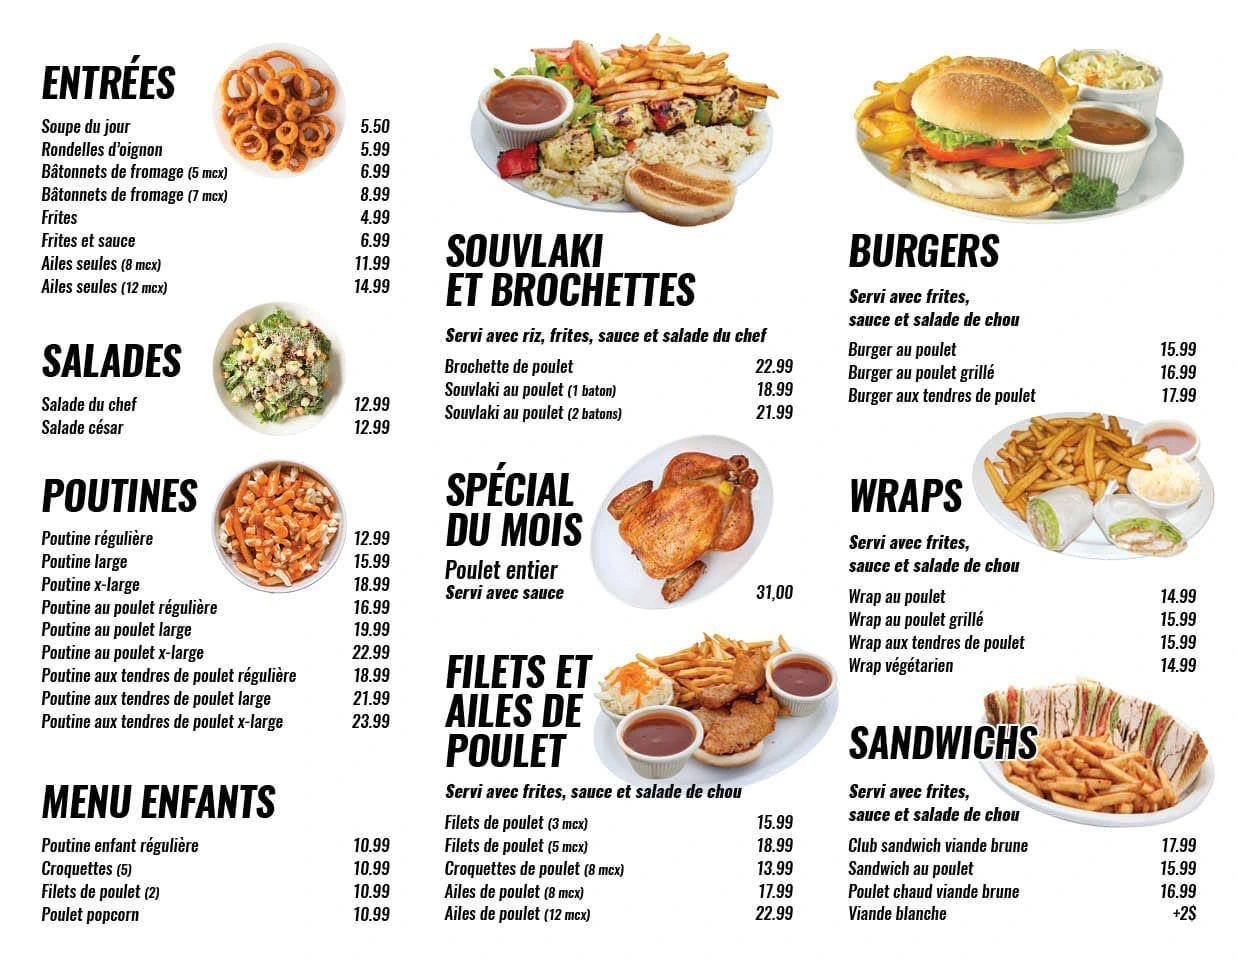 ENTRÉES
Soupe du jour 5.50
Rondelles d'oignon 5.99
Bâtonnets de fromage (5 mcx) 6.99
Bâtonnets de fromage (7 mcx) 8.99
Frites 4.99
Frites et sauce 6.99
Ailes seules (8 mcx) 11.99
Ailes seules (12 mcx) 14.99
SALADES
Salade du chef 12.99
Salade césar 12.99
POUTINES
Poutine régulière 12.99
Poutine large 15.99
Poutine x-large 18.99
Poutine au poulet régulière 16.99
Poutine au poulet large 19.99
Poutine au poulet x-large 22.99
Poutine aux tendres de poulet régulière 18.99
Poutine aux tendres de poulet large 21.99
Poutine aux tendres de poulet x-large 23.99
MENU ENFANTS
Poutine enfant régulière 10.99
Croquettes (5) 10.99
Filets de poulet (2) 10.99
Poulet popcorn 10.99
SOUVLAKI
ET BROCHETTES
Servi avec riz, frites, sauce et salade du chef
Brochette de poulet 22.99
Souvlaki au poulet (1 baton) 18.99
Souvlaki au poulet (2 batons) 21.99
SPÉCIAL
DU MOIS
Poulet entier
Servi avec sauce 31,00
FILETS ET
AILES DE
POULET
Servi avec frites, sauce et salade de chou
Filets de poulet (3 mcx) 15.99
Filets de poulet (5 mcx) 18.99
Croquettes de poulet (8 mcx) 13.99
Ailes de poulet (8 mcx) 17.99
Ailes de poulet (12 mcx) 22.99
BURGERS
Servi avec frites,
sauce et salade de chou
Burger au poulet 15.99
Burger au poulet grillé 16.99
Burger aux tendres de poulet 17.99
WRAPS
Servi avec frites,
sauce et salade de chou
Wrap au poulet 14.99
Wrap au poulet grillé 15.99
Wrap aux tendres de poulet 15.99
Wrap végétarien 14.99
SANDWICHS
Servi avec frites,
sauce et salade de chou
Club sandwich viande brune 17.99
Sandwich au poulet 15.99
Poulet chaud viande brune 16.99
Viande blanche +2$